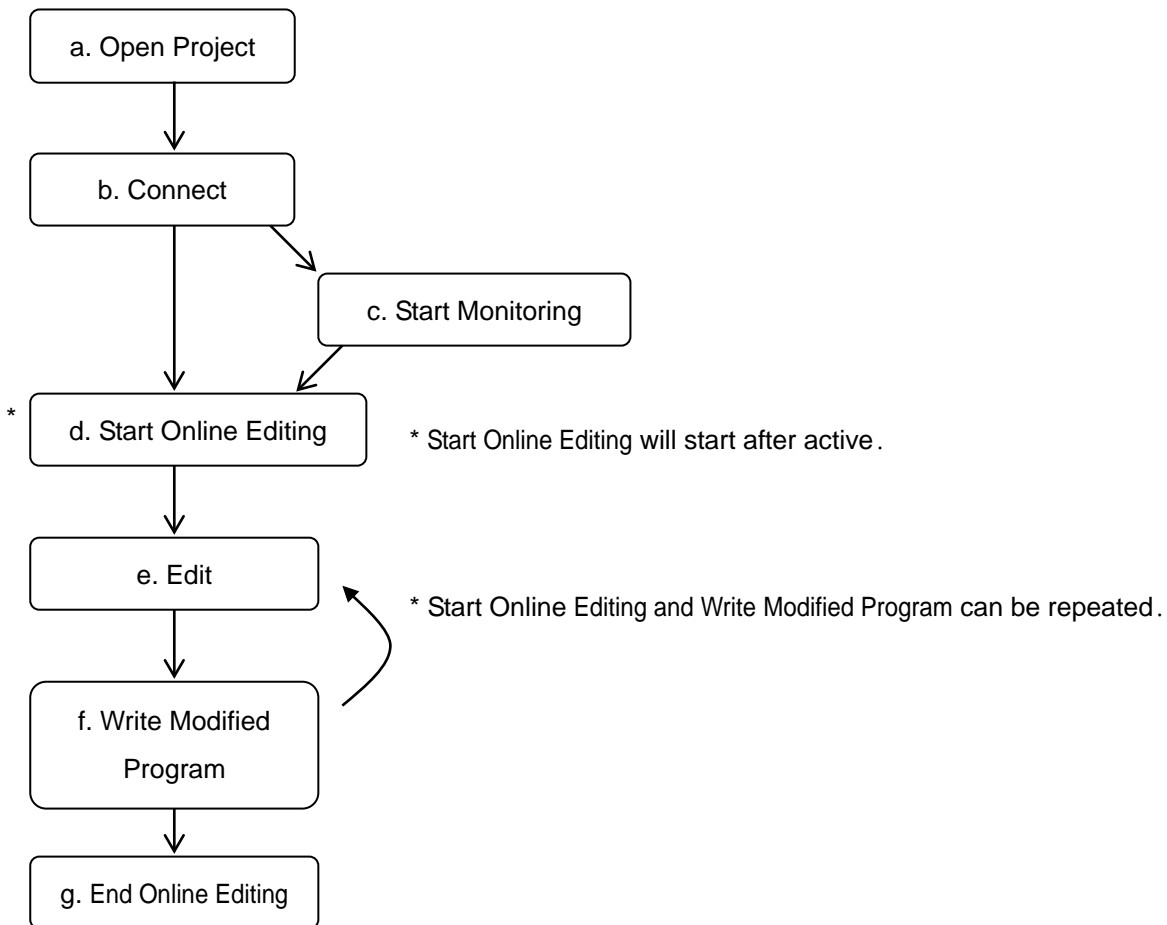 a. Open Project
b. Connect
c. Start Monitoring
*
d. Start Online Editing
* Start Online Editing will start after active.
e. Edit
* Start Online Editing and Write Modified Program can be repeated.
f. Write Modified
Program
g. End Online Editing